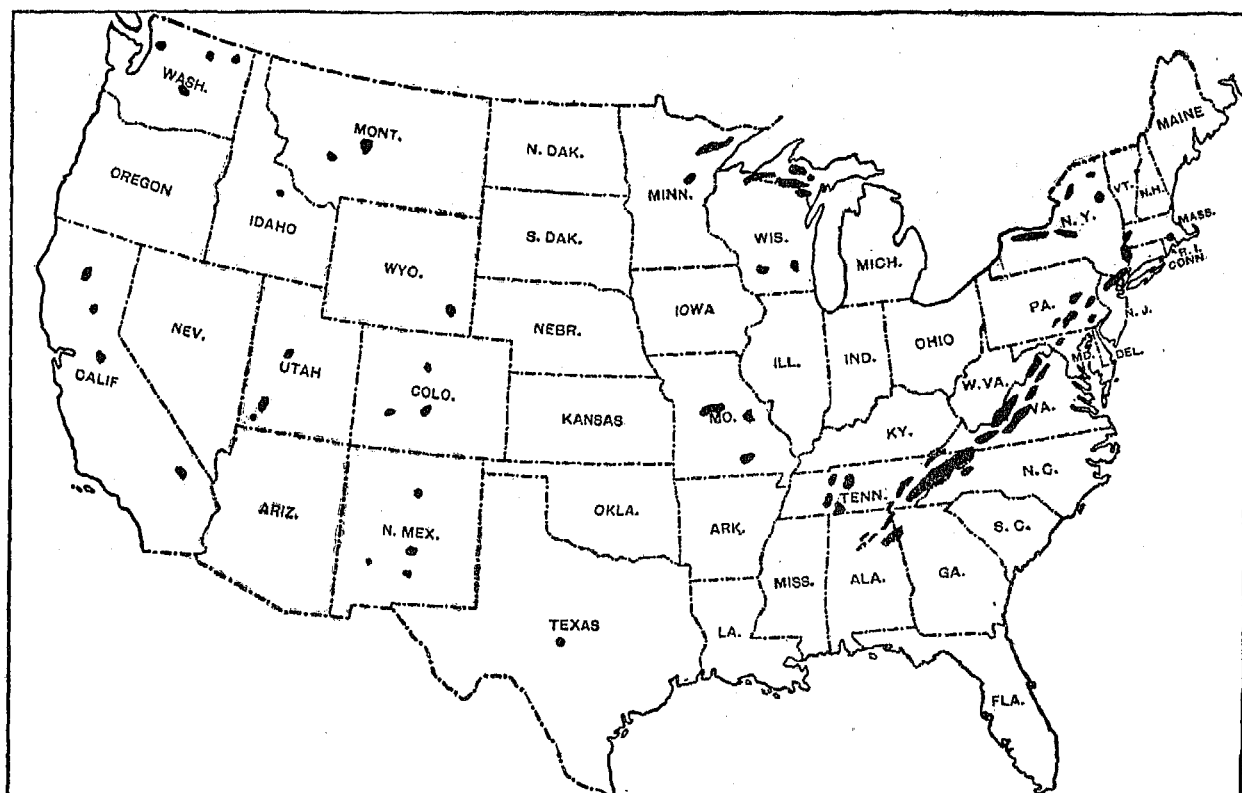 WASH.
MONT.
N. DAK.
MINN.
MAINE
OREGON
IDAHO
S. DAK.
WIS.
MICH.
N. Y.
VT.
N.H.
MASS.
R. I.
CONN.
WYO.
IOWA
PA.
N. J.
NEV.
NEBR.
ILL.
IND.
OHIO
MD.
DEL.
CALIF
UTAH
COLO.
KANSAS
MO.
W. VA.
VA.
KY.
ARIZ.
N. MEX.
OKLA.
ARK.
TENN.
N. C.
S. C.
TEXAS
LA.
MISS.
ALA.
GA.
FLA.